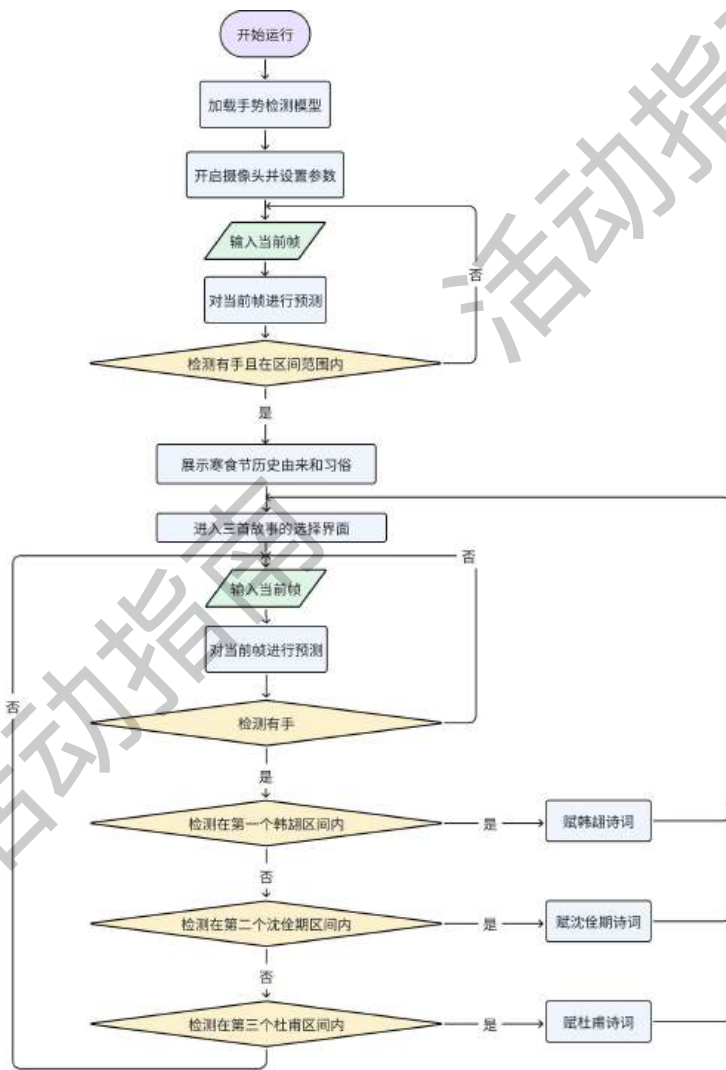 开始运行
加载手势检测模型
开启摄像头并设置参数
输入当前帧
否
对当前帧进行预测
检测有手且在区间范围内
是
展示寒食节历史由来和习俗
进入三首故事的选择界面
否
输入当前帧
对当前帧进行预测
否
检测有手
是
检测在第一个韩翃区间内
是
赋韩翃诗词
否
检测在第二个沈佺期区间内
是
赋沈佺期诗词
否
检测在第三个杜甫区间内
是
赋杜甫诗词
活动指
活动指南